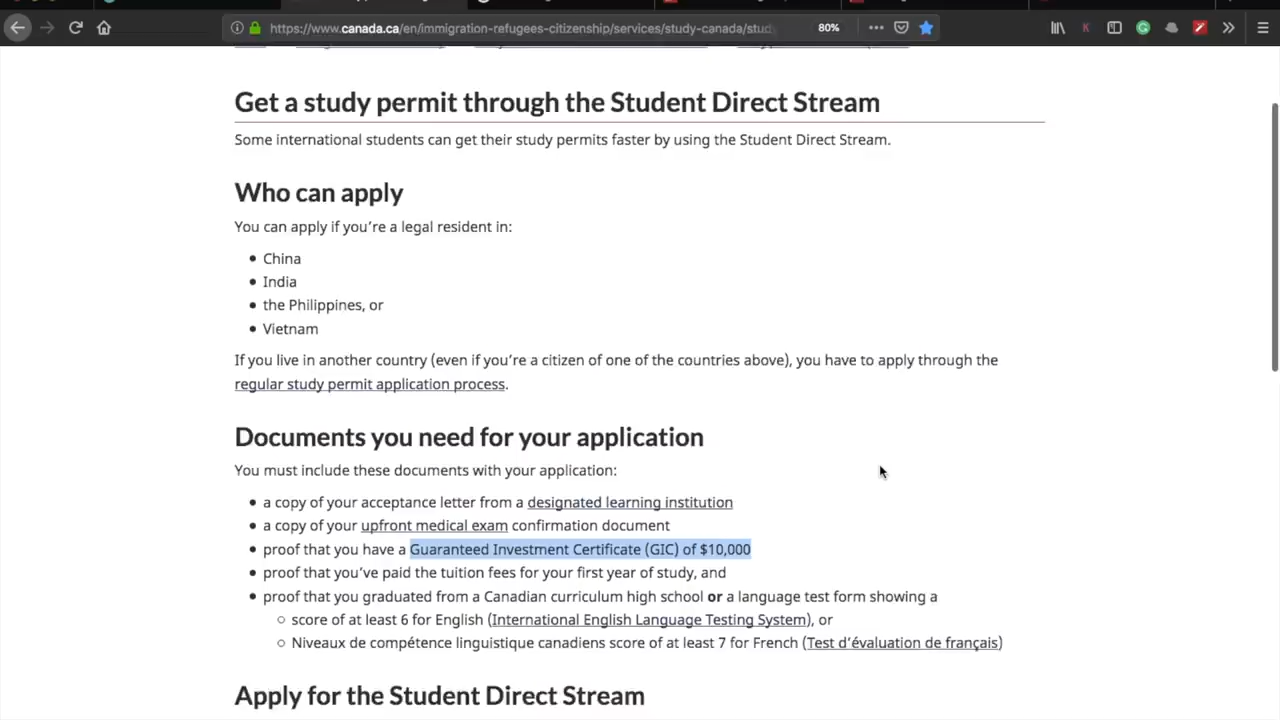 https://www.canada.ca/en/immigration-refugees-citizenship/services/study-canada/stud
80%
Get a study permit through the Student Direct Stream
Some international students can get their study permits faster by using the Student Direct Stream.
Who can apply
You can apply if you’re a legal resident in:
China
India
the Philippines, or
Vietnam
If you live in another country (even if you’re a citizen of one of the countries above), you have to apply through the
regular study permit application process.
Documents you need for your application
You must include these documents with your application:
a copy of your acceptance letter from a designated learning institution
a copy of your upfront medical exam confirmation document
proof that you have a Guaranteed Investment Certificate (GIC) of $10,000
proof that you’ve paid the tuition fees for your first year of study, and
proof that you graduated from a Canadian curriculum high school or a language test form showing a
score of at least 6 for English (International English Language Testing System), or
Niveaux de compétence linguistique canadiens score of at least 7 for French (Test d’évaluation de français)
Apply for the Student Direct Stream